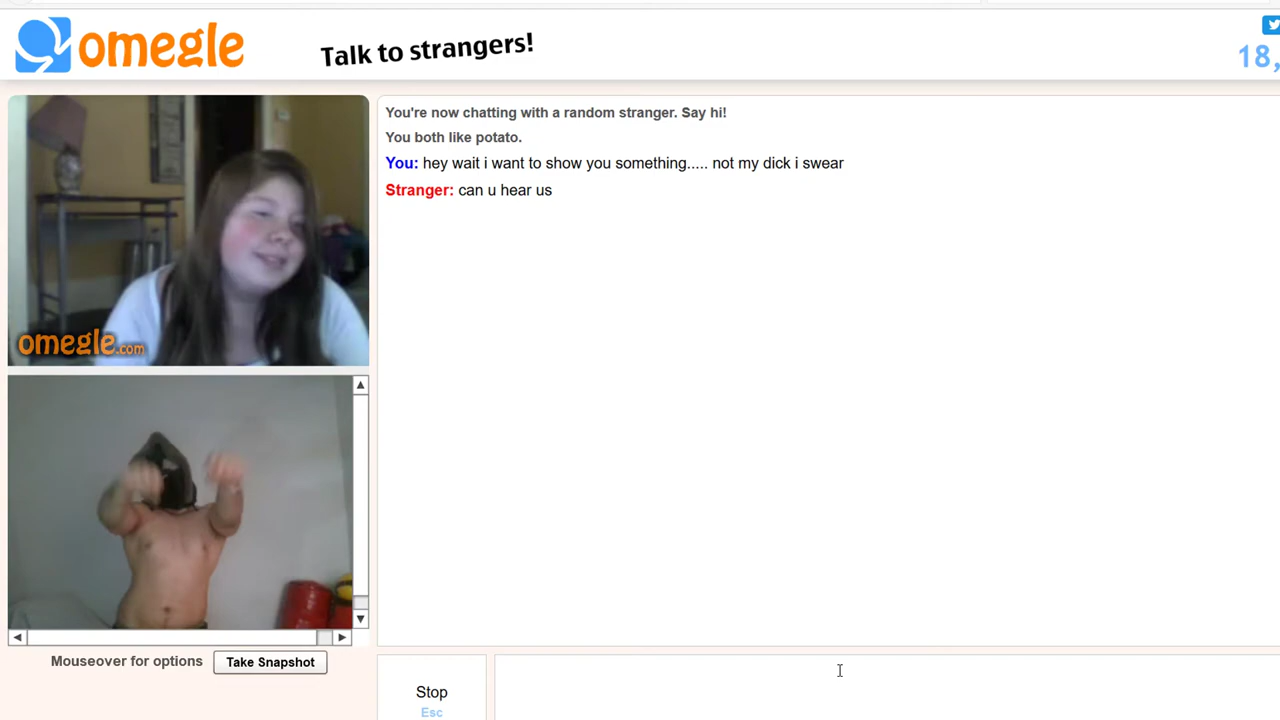 omegle
Talk to strangers!
18,
You're now chatting with a random stranger. Say hi!
You both like potato.
You: hey wait i want to show you something..... not my dick i swear
Stranger: can u hear us
omegle.com
Mouseover for options
Take Snapshot
Stop
Esc